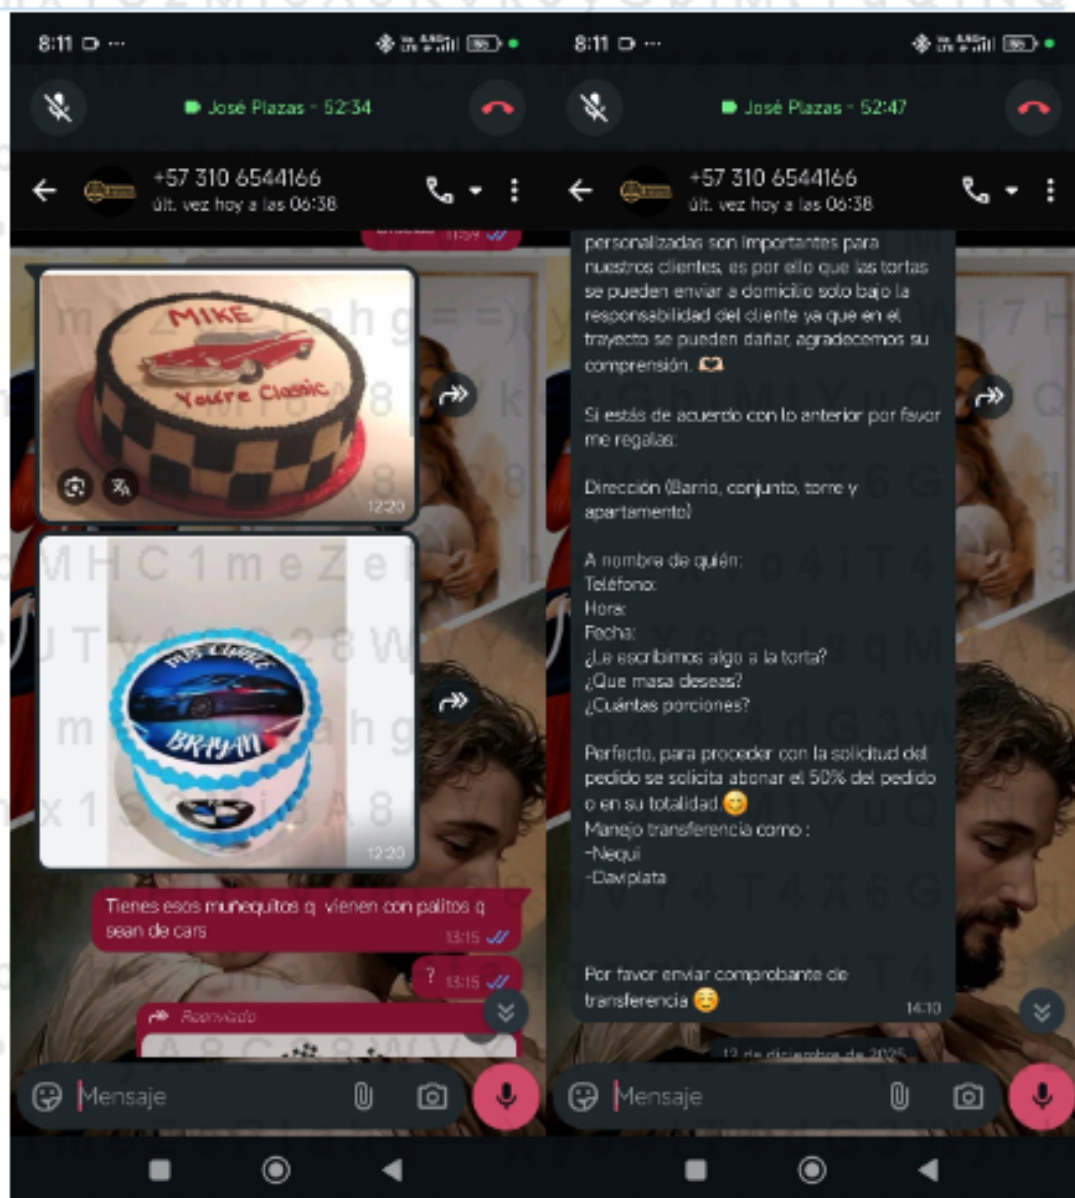 8:11
José Plazas - 52:34
+57 310 6544166
últ. vez hoy a las 06:38
11:59
MIKE
You're Classic
12:20
BRAYAN
12:20
Tienes esos muñequitos q vienen con palitos q
sean de cars
13:15
?
13:15
Reenviado
Mensaje
8:11
José Plazas - 52:47
+57 310 6544166
últ. vez hoy a las 06:38
personalizadas son importantes para
nuestros clientes, es por ello que las tortas
se pueden enviar a domicilio solo bajo la
responsabilidad del cliente ya que en el
trayecto se pueden dañar, agradecemos su
comprensión. 🫶
Si estás de acuerdo con lo anterior por favor
me regalas:
Dirección (Barrio, conjunto, torre y
apartamento)
A nombre de quién:
Teléfono:
Hora:
Fecha:
¿Le escribimos algo a la torta?
¿Que masa deseas?
¿Cuántas porciones?
Perfecto, para proceder con la solicitud del
pedido se solicita abonar el 50% del pedido
o en su totalidad 😊
Manejo transferencia como :
-Nequi
-Daviplata
Por favor enviar comprobante de
transferencia ☺️
14:10
12 de diciembre de 2025
Mensaje